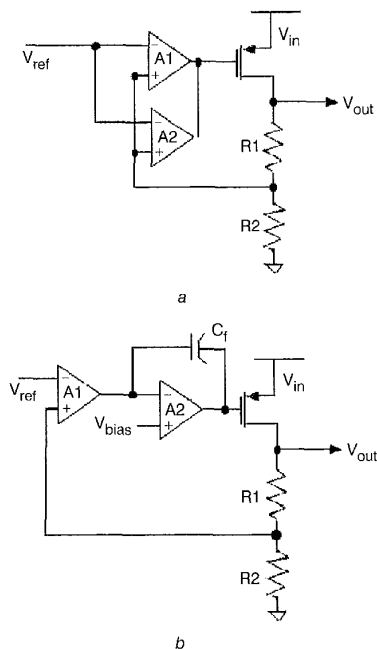 V_ref
−
A1
+
V_in
−
A2
+
V_out
R1
R2
a
C_f
V_ref
−
A1
+
−
A2
+
V_bias
V_in
V_out
R1
R2
b